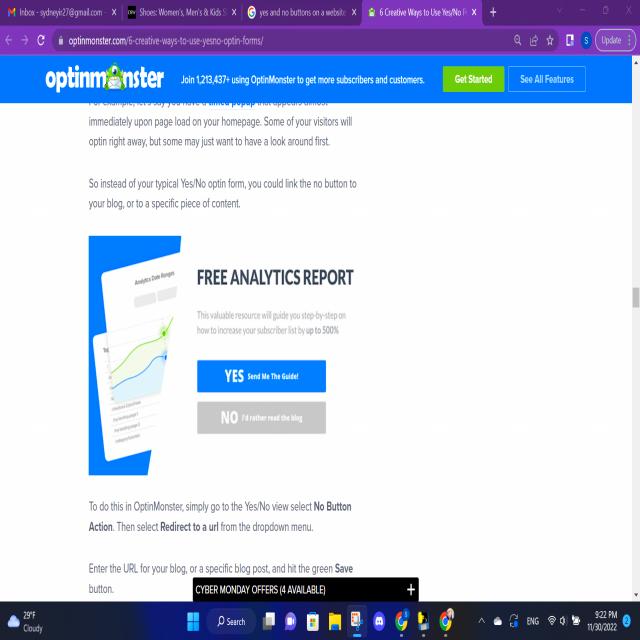 Inbox - sydneyir27@gmail.com
Shoes: Women's, Men's & Kids S
yes and no buttons on a website
6 Creative Ways to Use Yes/No
optinmonster.com/6-creative-ways-to-use-yesno-optin-forms/
S
Update
optinmonster
Join 1,213,437+ using OptinMonster to get more subscribers and customers.
Get Started
See All Features
For example, let's say you have a timed popup that appears almost
immediately upon page load on your homepage. Some of your visitors will
optin right away, but some may just want to have a look around first.
So instead of your typical Yes/No optin form, you could link the no button to
your blog, or to a specific piece of content.
Analytics Date Ranges
FREE ANALYTICS REPORT
This valuable resource will guide you step-by-step on
how to increase your subscriber list by up to 500%
YES Send Me The Guide!
NO I'd rather read the blog
To do this in OptinMonster, simply go to the Yes/No view select No Button
Action. Then select Redirect to a url from the dropdown menu.
Enter the URL for your blog, or a specific blog post, and hit the green Save
button.
CYBER MONDAY OFFERS (4 AVAILABLE) +
29°F
Cloudy
Search
ENG
9:22 PM
11/30/2022
2